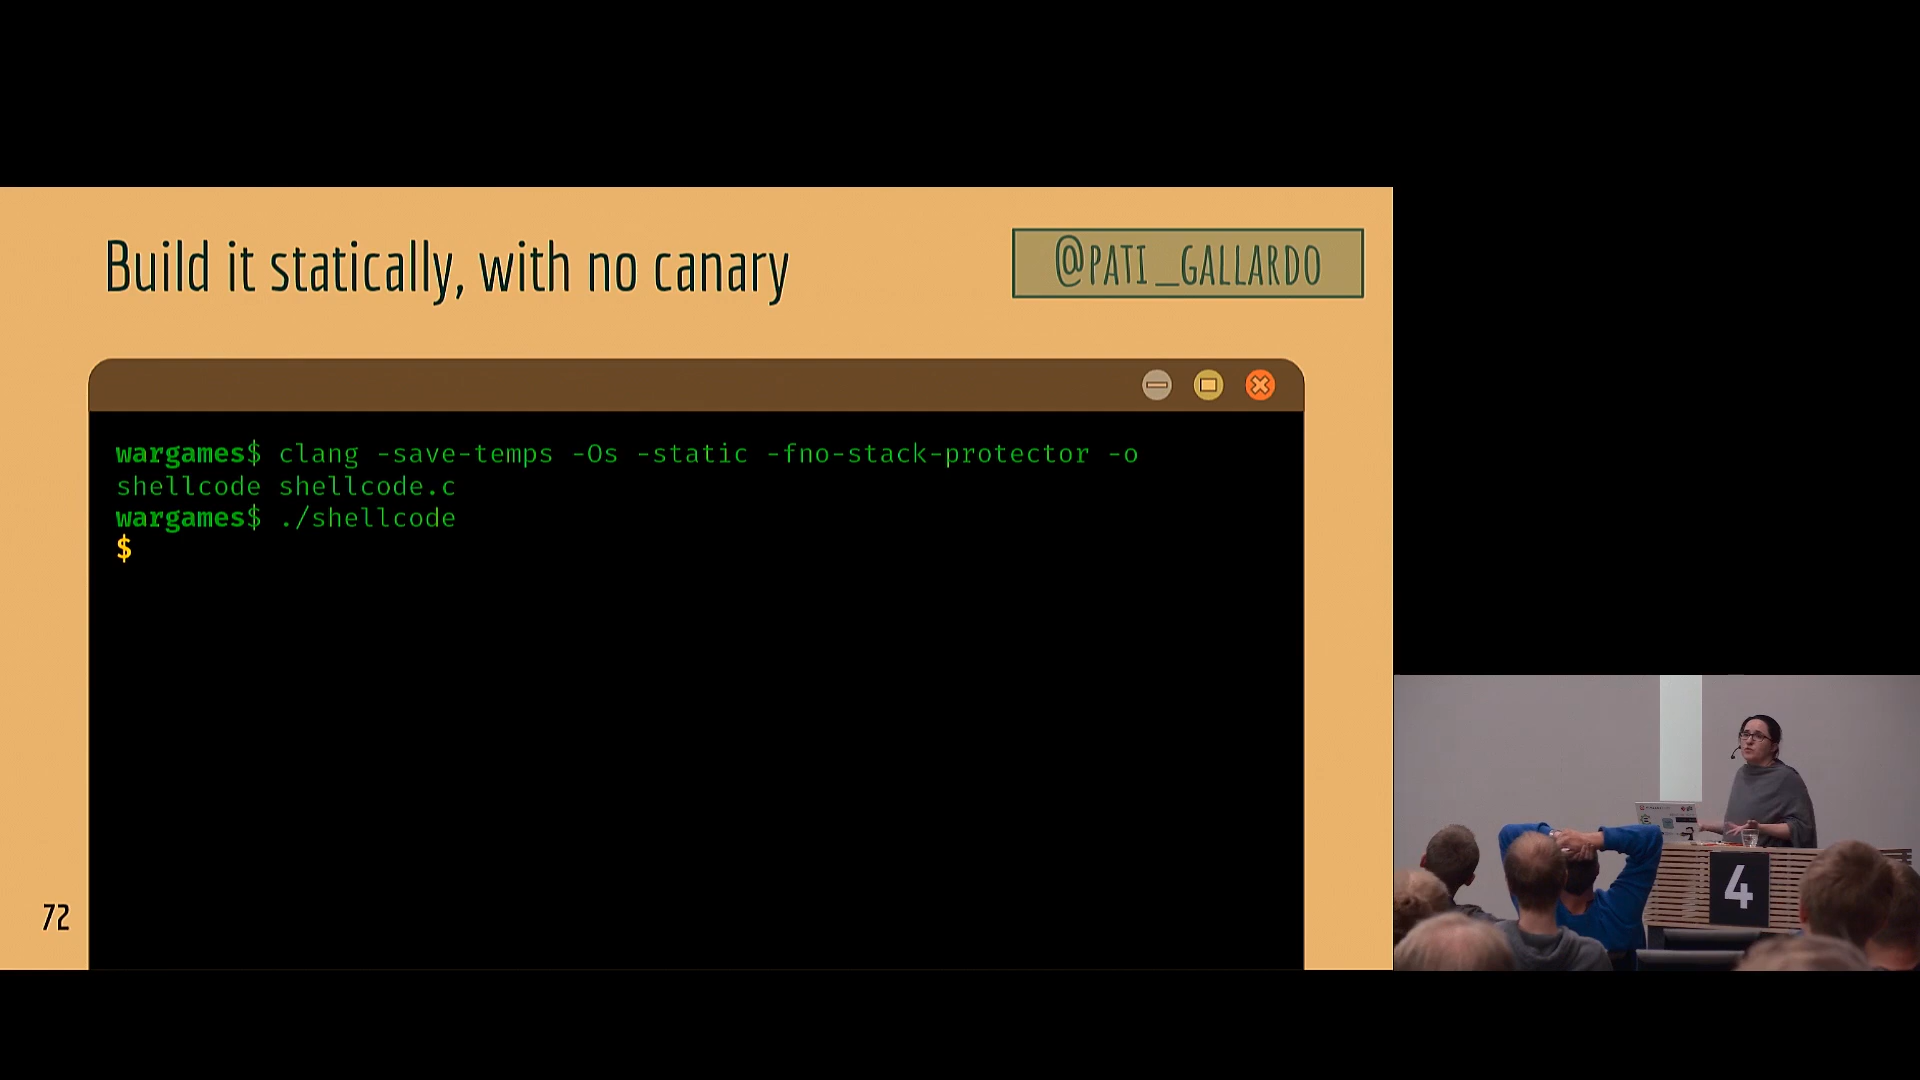 Build it statically, with no canary
@PATI_GALLARDO
wargames$ clang -save-temps -Os -static -fno-stack-protector -o
shellcode shellcode.c
wargames$ ./shellcode
$
72
4